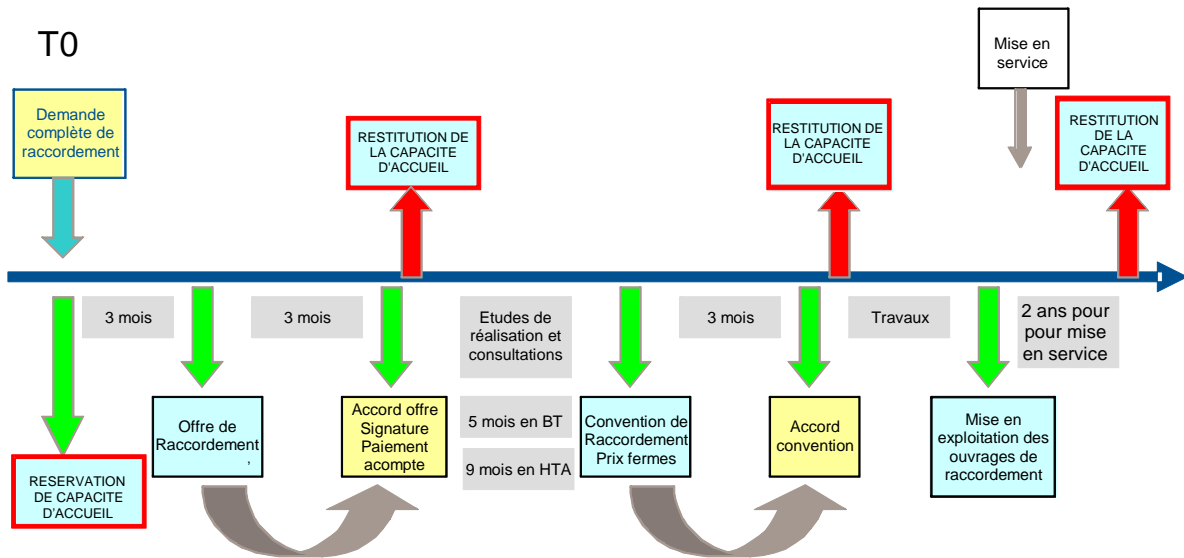 T0
Mise en
service
Demande
complète de
raccordement
RESTITUTION DE
LA CAPACITE
D'ACCUEIL
RESTITUTION DE
LA CAPACITE
D'ACCUEIL
RESTITUTION
DE LA
CAPACITE
D'ACCUEIL
3 mois
3 mois
Etudes de
réalisation et
consultations
3 mois
Travaux
2 ans pour
pour mise
en service
Offre de
Raccordement
,
Accord offre
Signature
Paiement
acompte
5 mois en BT
9 mois en HTA
Convention de
Raccordement
Prix fermes
Accord
convention
Mise en
exploitation des
ouvrages de
raccordement
RESERVATION
DE CAPACITE
D'ACCUEIL